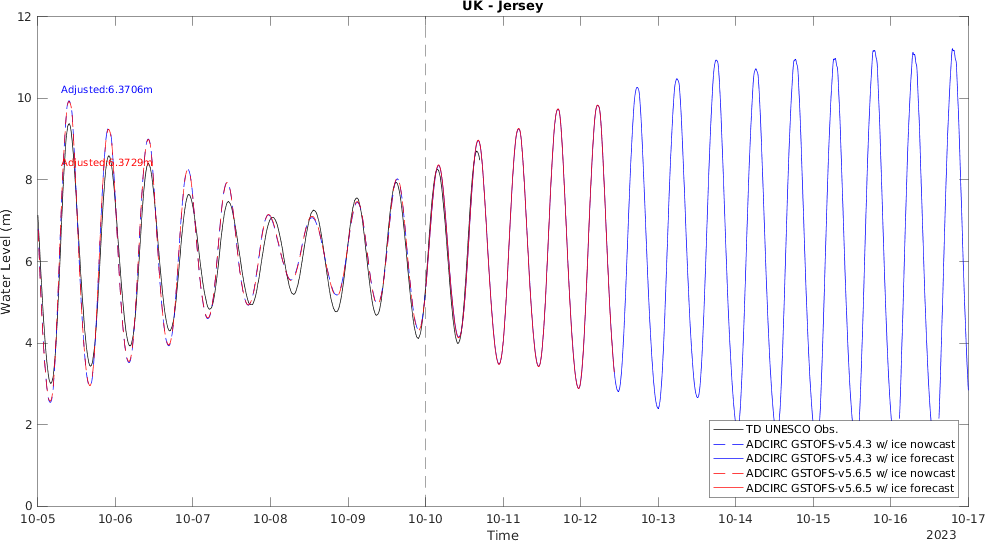 UK - Jersey
12
10
8
6
4
2
0
Water Level (m)
Adjusted:6.3706m
Adjusted:6.3729m
TD UNESCO Obs.
ADCIRC GSTOFS-v5.4.3 w/ ice nowcast
ADCIRC GSTOFS-v5.4.3 w/ ice forecast
ADCIRC GSTOFS-v5.6.5 w/ ice nowcast
ADCIRC GSTOFS-v5.6.5 w/ ice forecast
10-05 10-06 10-07 10-08 10-09 10-10 10-11 10-12 10-13 10-14 10-15 10-16 10-17
Time
2023